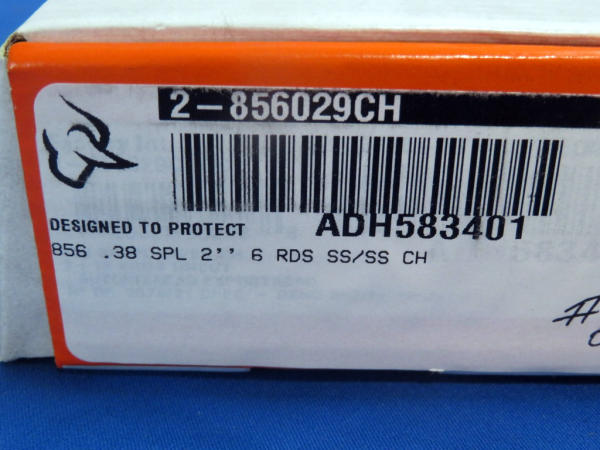 2-856029CH
ADH583401
DESIGNED TO PROTECT
856 .38 SPL 2'' 6 RDS SS/SS CH